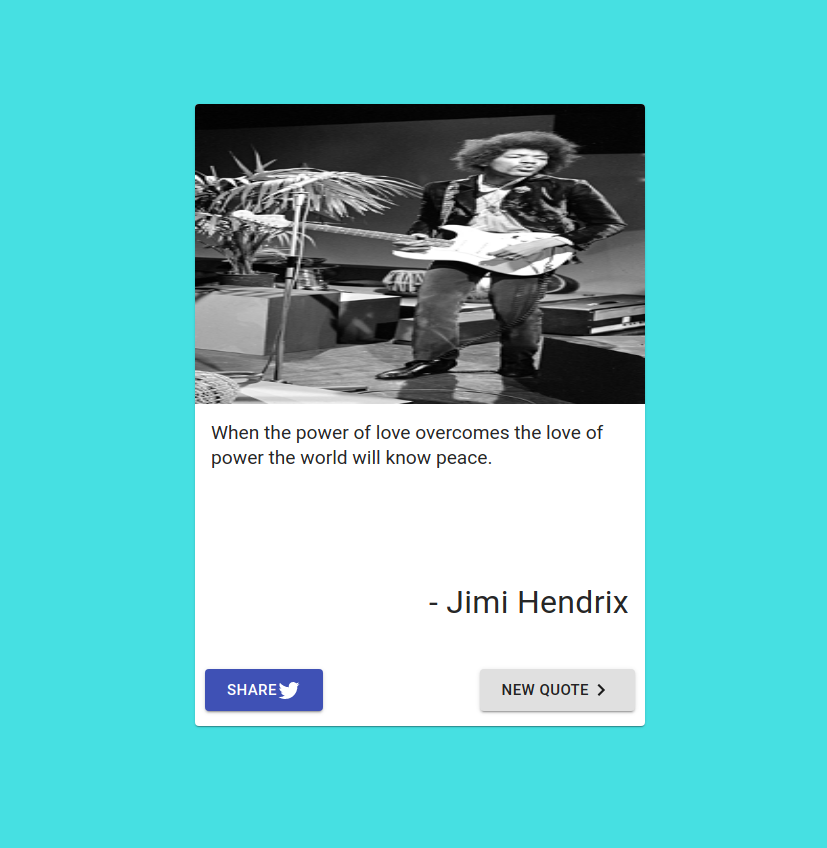 When the power of love overcomes the love of
power the world will know peace.
- Jimi Hendrix
SHARE
NEW QUOTE